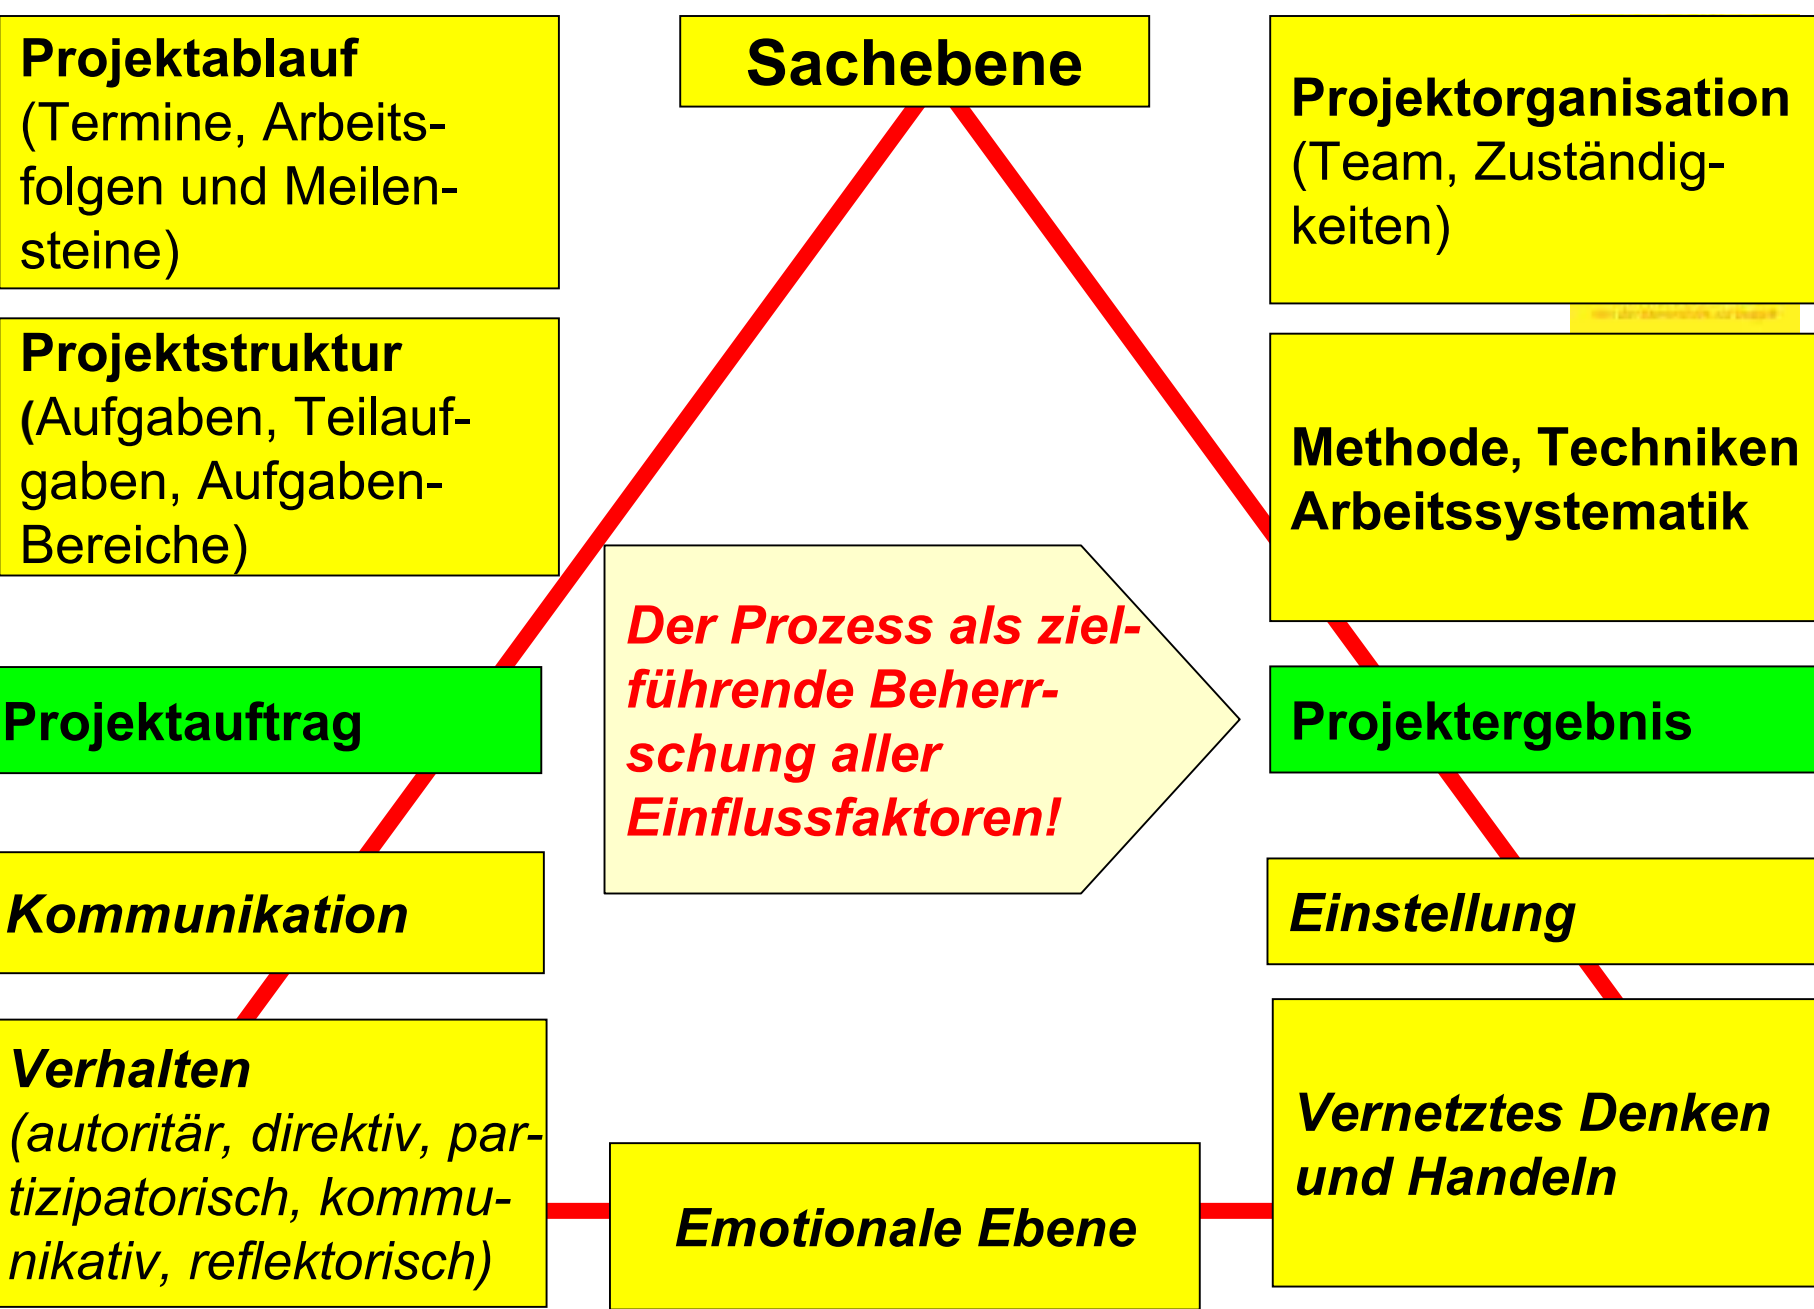 Projektablauf
(Termine, Arbeits-
folgen und Meilen-
steine)
Sachebene
Projektorganisation
(Team, Zuständig-
keiten)
Projektstruktur
(Aufgaben, Teilauf-
gaben, Aufgaben-
Bereiche)
Methode, Techniken
Arbeitssystematik
Der Prozess als ziel-
führende Beherr-
schung aller
Einflussfaktoren!
Projektauftrag
Projektergebnis
Kommunikation
Einstellung
Verhalten
(autoritär, direktiv, par-
tizipatorisch, kommu-
nikativ, reflektorisch)
Emotionale Ebene
Vernetztes Denken
und Handeln